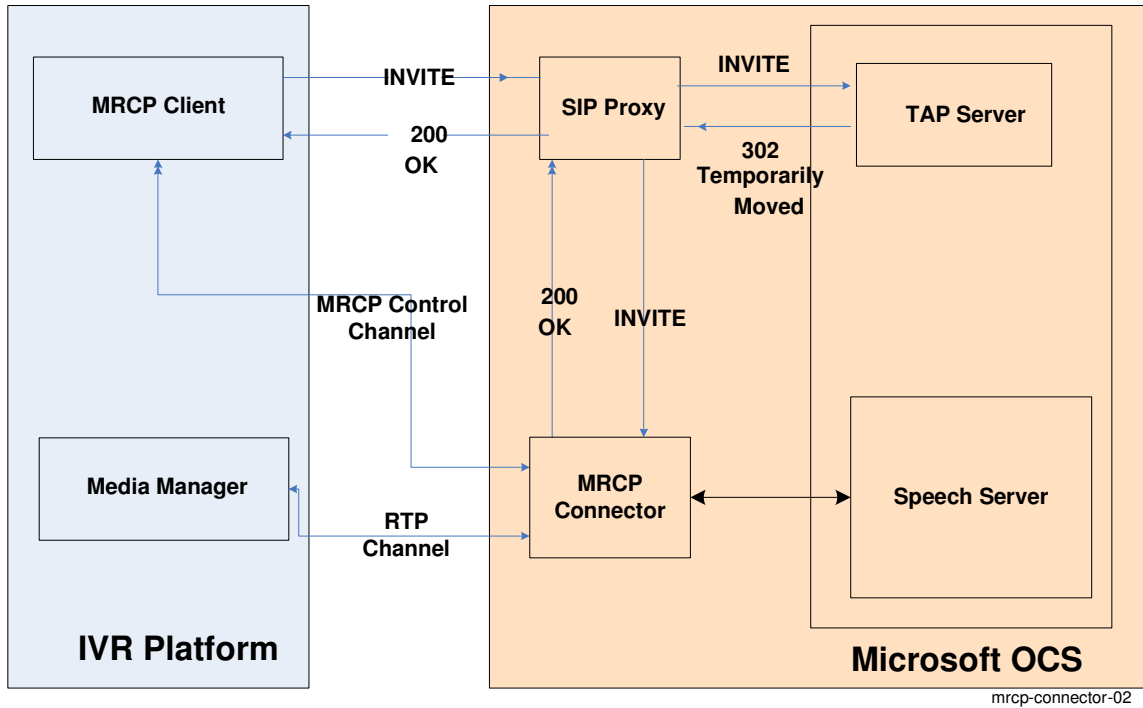 MRCP Client
INVITE
SIP Proxy
INVITE
TAP Server
200
OK
302
Temporarily
Moved
MRCP Control
Channel
200
OK
INVITE
Media Manager
RTP
Channel
MRCP
Connector
Speech Server
IVR Platform
Microsoft OCS
mrcp-connector-02